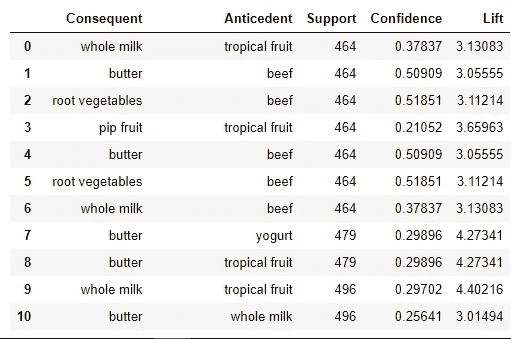 Consequent Anticedent Support Confidence Lift
0 whole milk tropical fruit 464 0.37837 3.13083
1 butter beef 464 0.50909 3.05555
2 root vegetables beef 464 0.51851 3.11214
3 pip fruit tropical fruit 464 0.21052 3.65963
4 butter beef 464 0.50909 3.05555
5 root vegetables beef 464 0.51851 3.11214
6 whole milk beef 464 0.37837 3.13083
7 butter yogurt 479 0.29896 4.27341
8 butter tropical fruit 479 0.29896 4.27341
9 whole milk tropical fruit 496 0.29702 4.40216
10 butter whole milk 496 0.25641 3.01494